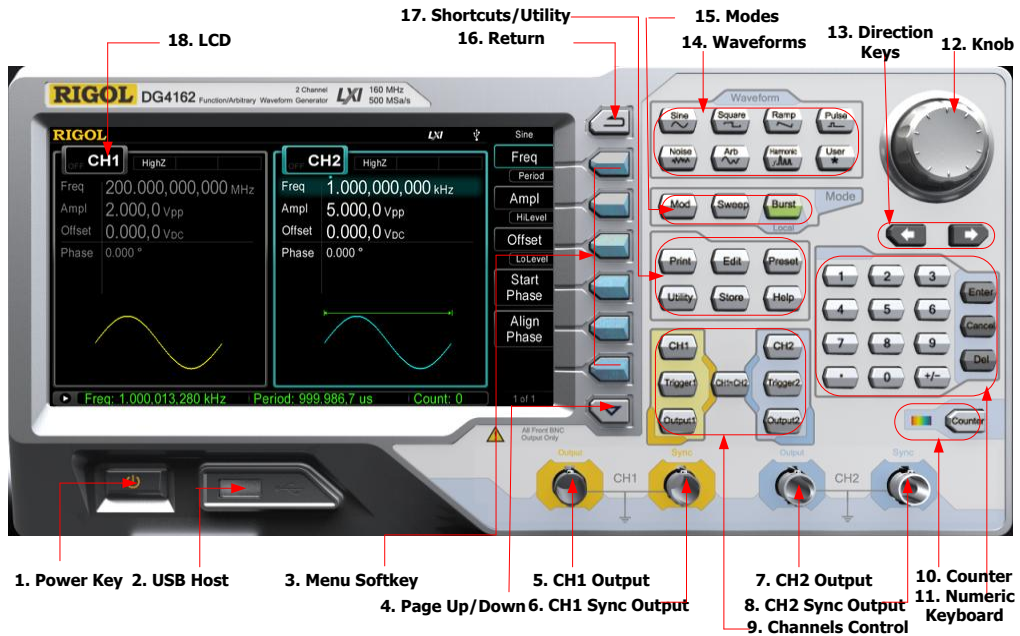 17. Shortcuts/Utility
15. Modes
18. LCD
16. Return
14. Waveforms
13. Direction Keys
12. Knob
RIGOL DG4162 Function/Arbitrary Waveform Generator
2 Channel
LXI
160 MHz
500 MSa/s
RIGOL
LXI
Sine
OFF CH1 HighZ
Freq 200.000,000,000 MHz
Ampl 2.000,0 Vpp
Offset 0.000,0 VDC
Phase 0.000 °
OFF CH2 HighZ
Freq 1.000,000,000 kHz
Ampl 5.000,0 Vpp
Offset 0.000,0 VDC
Phase 0.000 °
Freq
Period
Ampl
HiLevel
Offset
LoLevel
Start
Phase
Align
Phase
1 of 1
Freq: 1.000,013,280 kHz Period: 999.986,7 us Count: 0
Waveform
Sine Square Ramp Pulse
Noise Arb Harmonic User
Mod Sweep Burst
Mode
Local
Print Edit Preset
Utility Store Help
CH1 CH2
Trigger1 CH1⇋CH2 Trigger2
Output1 Output2
1 2 3
4 5 6
7 8 9
. 0 +/-
Enter
Cancel
Del
Counter
All Front BNC
Output Only
Output
CH1
Sync
Output
CH2
Sync
1. Power Key
2. USB Host
3. Menu Softkey
4. Page Up/Down
5. CH1 Output
6. CH1 Sync Output
7. CH2 Output
8. CH2 Sync Output
9. Channels Control
10. Counter
11. Numeric
Keyboard